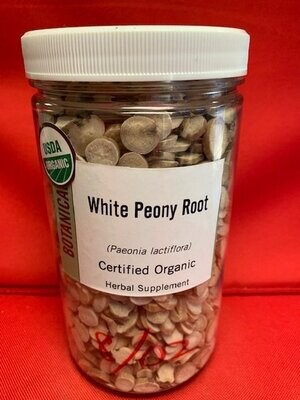 USDA
ORGANIC
BOTANICA
White Peony Root
(Paeonia lactiflora)
Certified Organic
Herbal Supplement